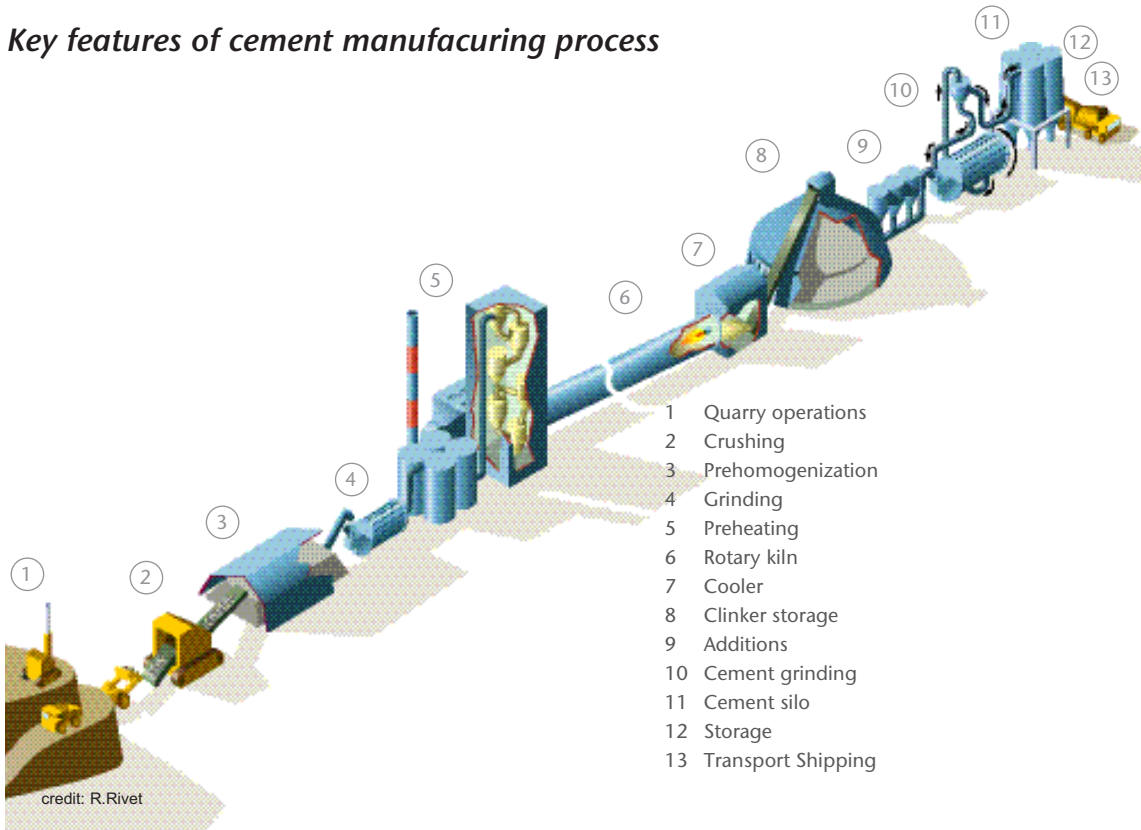 Key features of cement manufacuring process
11
12
13
10
9
8
7
6
5
4
3
2
1
1 Quarry operations
2 Crushing
3 Prehomogenization
4 Grinding
5 Preheating
6 Rotary kiln
7 Cooler
8 Clinker storage
9 Additions
10 Cement grinding
11 Cement silo
12 Storage
13 Transport Shipping
credit: R.Rivet